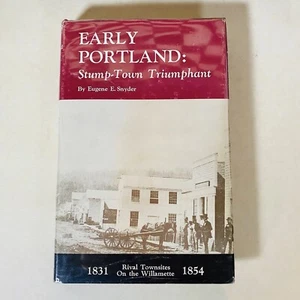 EARLY
PORTLAND:
Stump-Town Triumphant
By Eugene E. Snyder
1831 Rival Townsites 1854
On the Willamette